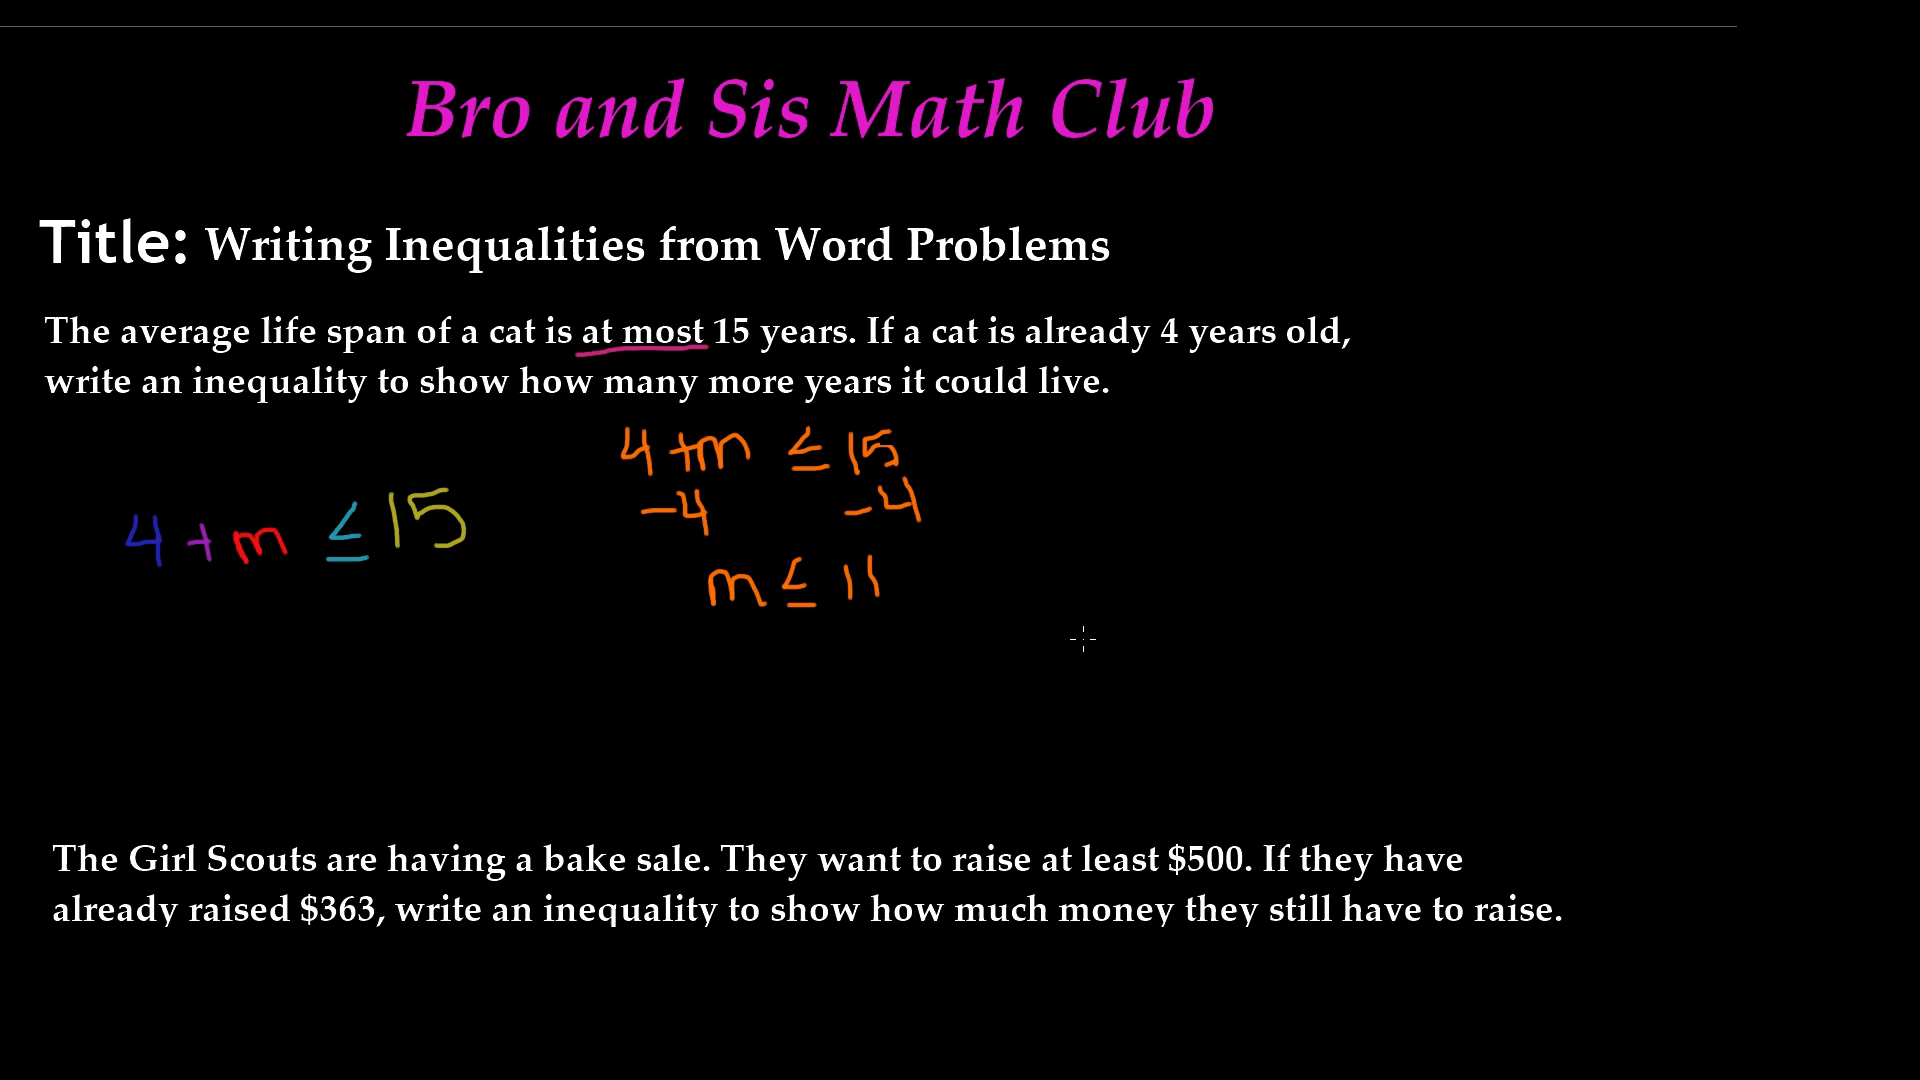 Bro and Sis Math Club
Title: Writing Inequalities from Word Problems
The average life span of a cat is at most 15 years. If a cat is already 4 years old,
write an inequality to show how many more years it could live.
4 + m ≤ 15
4 + m ≤ 15
-4 -4
m ≤ 11
The Girl Scouts are having a bake sale. They want to raise at least $500. If they have
already raised $363, write an inequality to show how much money they still have to raise.